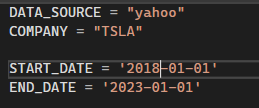 DATA_SOURCE = "yahoo"
COMPANY = "TSLA"
START_DATE = '2018-01-01'
END_DATE = '2023-01-01'